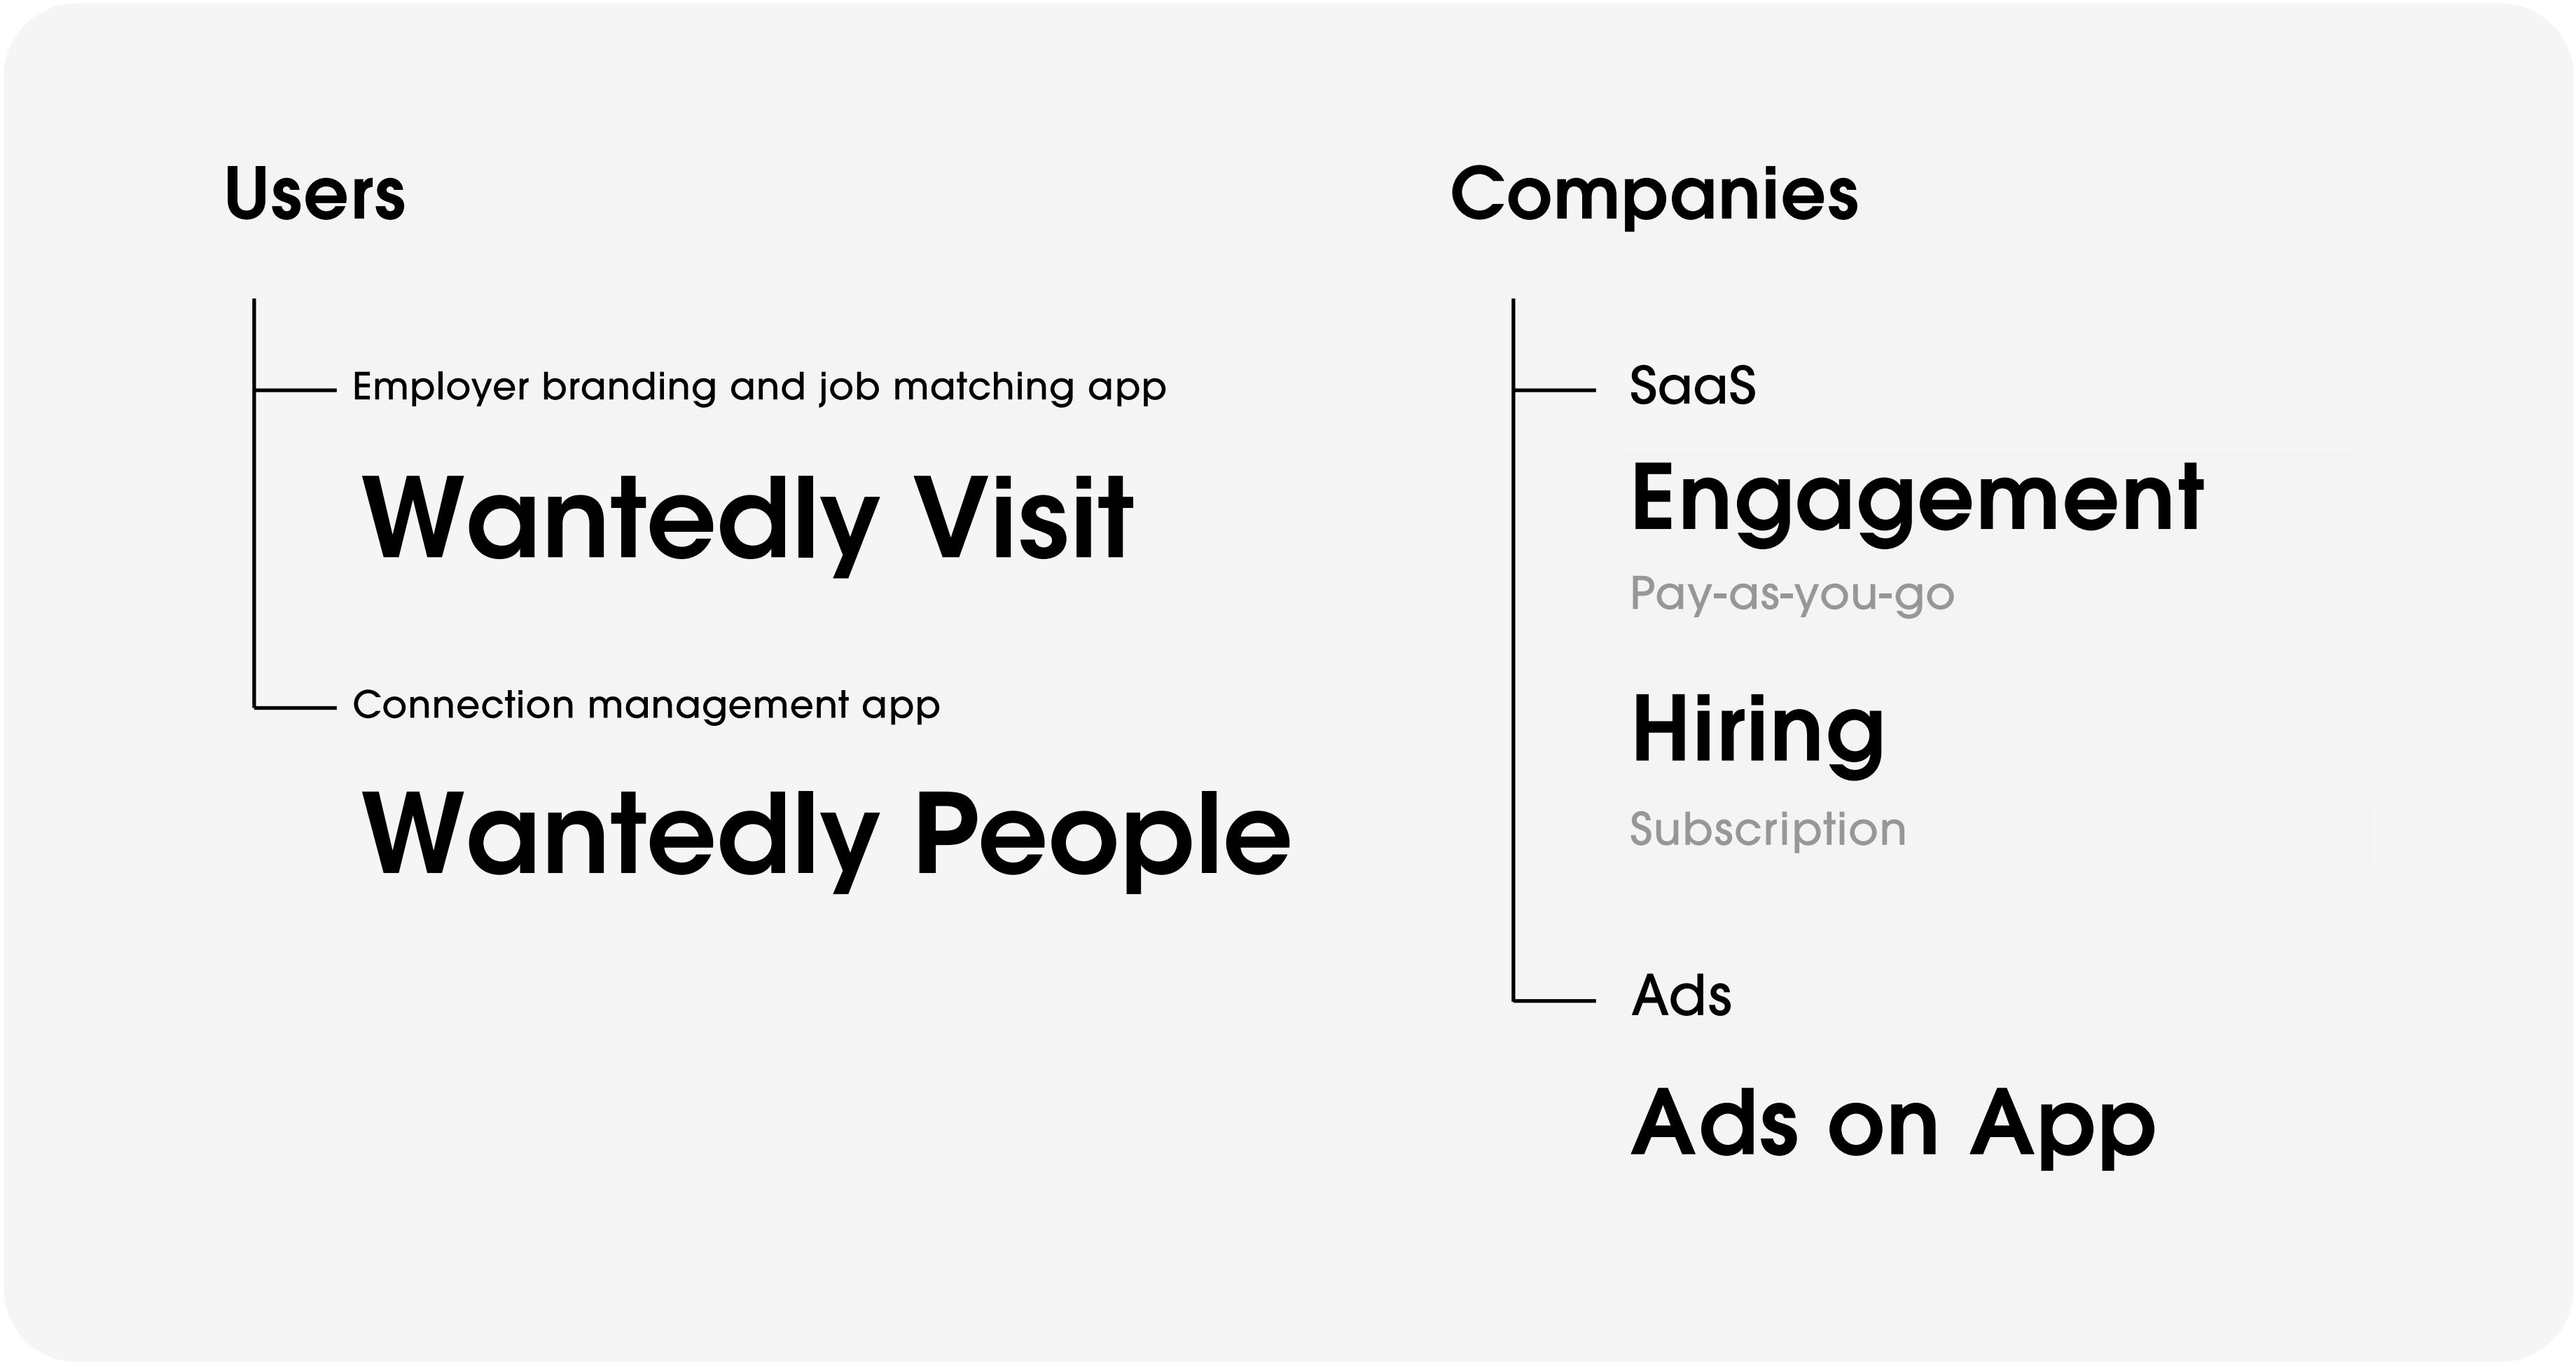 Users
Employer branding and job matching app
Wantedly Visit
Connection management app
Wantedly People
Companies
SaaS
Engagement
Pay-as-you-go
Hiring
Subscription
Ads
Ads on App